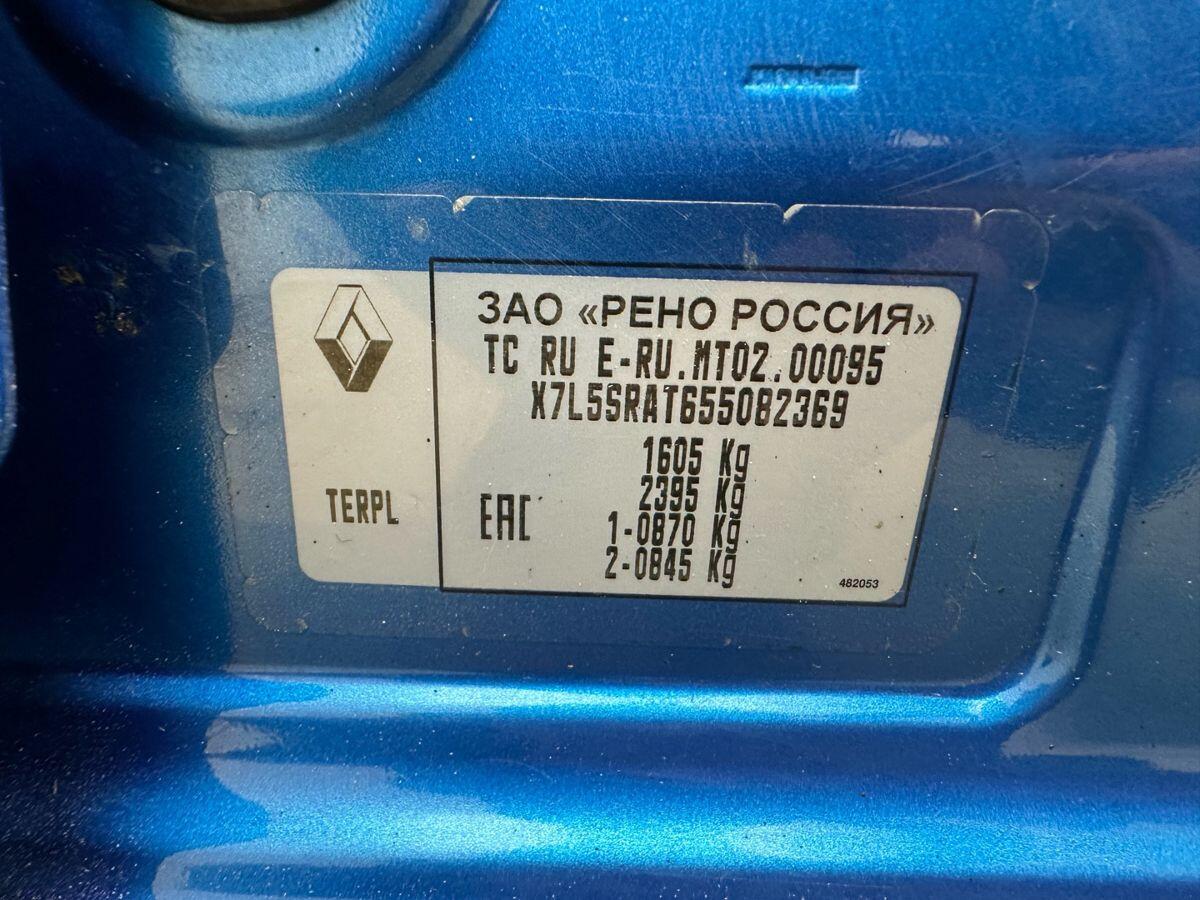 ЗАО «РЕНО РОССИЯ»
TC RU E-RU.MT02.00095
X7L5SRAT655082369
1605 Kg
2395 Kg
TERPL
EAC
1-0870 Kg
2-0845 Kg
482053